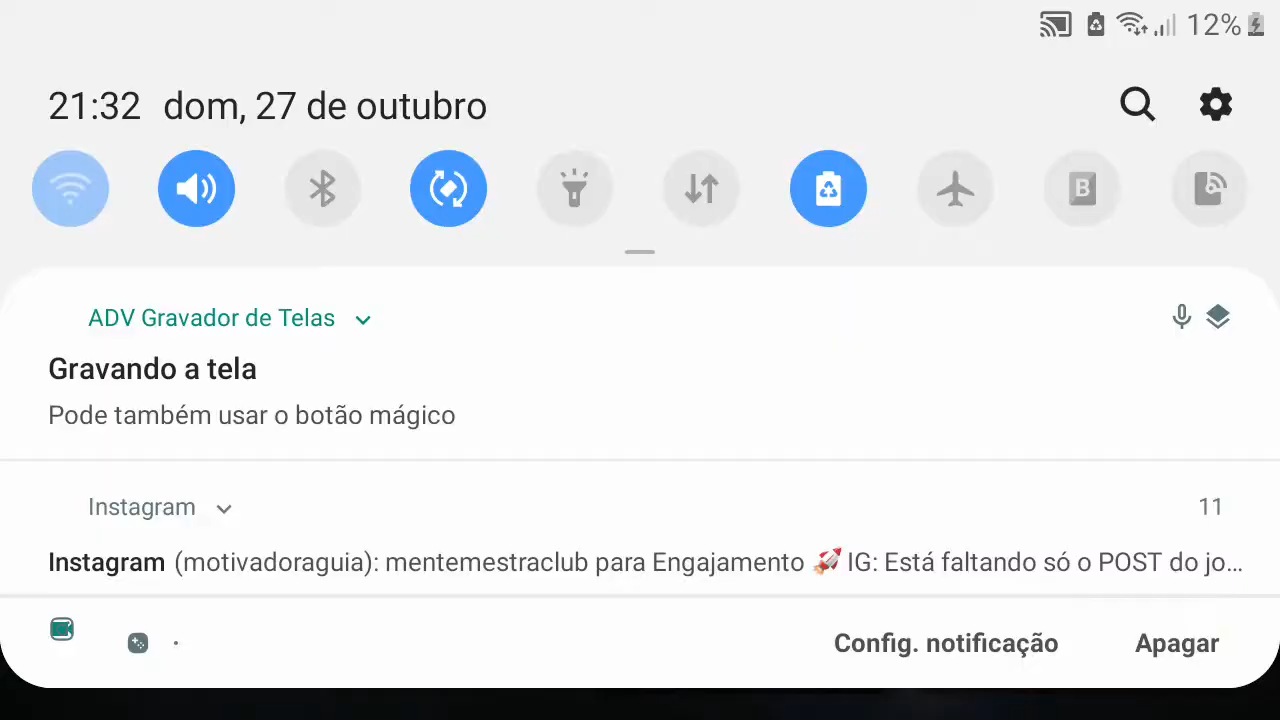 12%
21:32 dom, 27 de outubro
B
ADV Gravador de Telas
Gravando a tela
Pode também usar o botão mágico
Instagram 11
Instagram (motivadoraguia): mentemestraclub para Engajamento 🚀 IG: Está faltando só o POST do jo...
Config. notificação Apagar